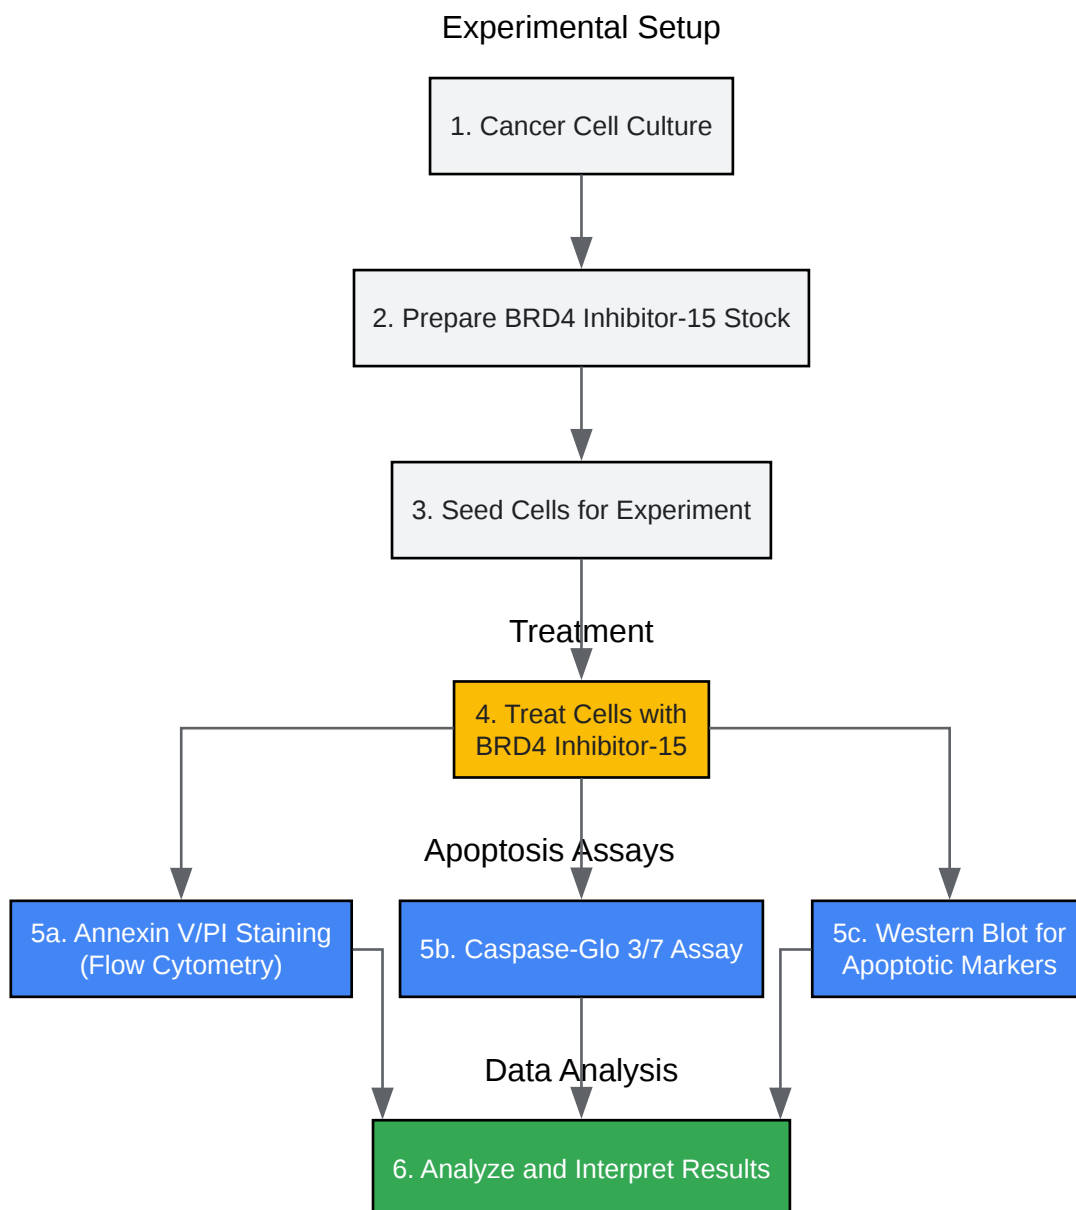 Experimental Setup
1. Cancer Cell Culture
2. Prepare BRD4 Inhibitor-15 Stock
3. Seed Cells for Experiment
Treatment
4. Treat Cells with
BRD4 Inhibitor-15
Apoptosis Assays
5a. Annexin V/PI Staining
(Flow Cytometry)
5b. Caspase-Glo 3/7 Assay
5c. Western Blot for
Apoptotic Markers
Data Analysis
6. Analyze and Interpret Results